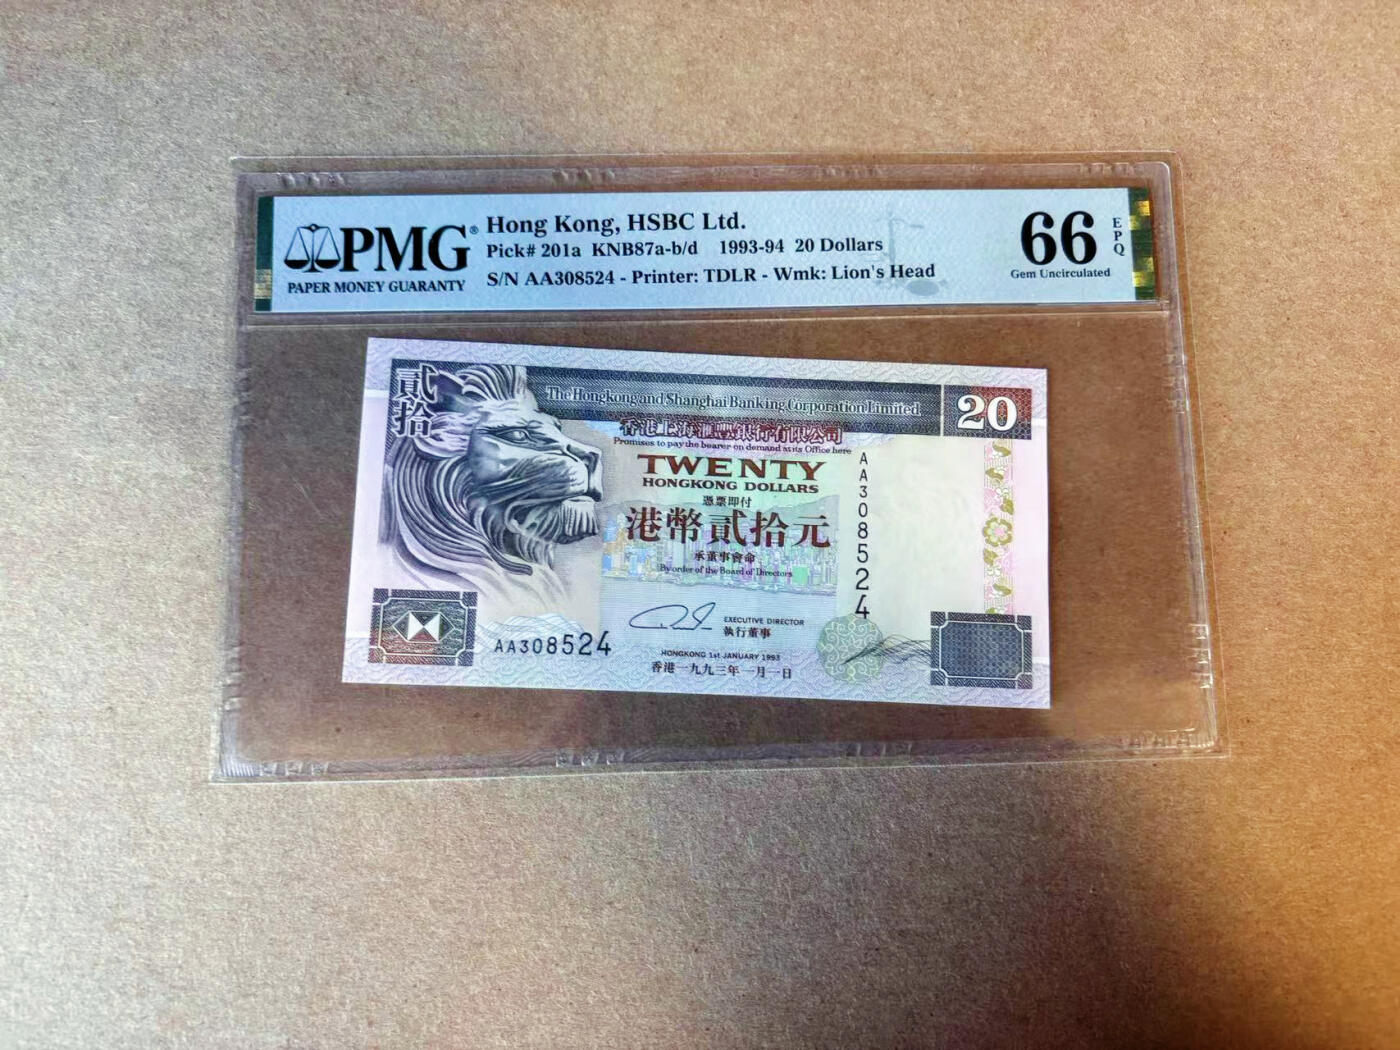 PMG®
PAPER MONEY GUARANTY
Hong Kong, HSBC Ltd.
Pick# 201a KNB87a-b/d 1993-94 20 Dollars
S/N AA308524 - Printer: TDLR - Wmk: Lion's Head
66
EPQ
Gem Uncirculated
貳拾
The Hongkong and Shanghai Banking Corporation Limited
20
香港上海滙豐銀行有限公司
Promises to pay the bearer on demand at its Office here
TWENTY
HONGKONG DOLLARS
憑票即付
港幣貳拾元
承董事會命
By order of the Board of Directors
AA308524
EXECUTIVE DIRECTOR
執行董事
AA308524
HONGKONG 1st JANUARY 1993
香港一九九三年一月一日